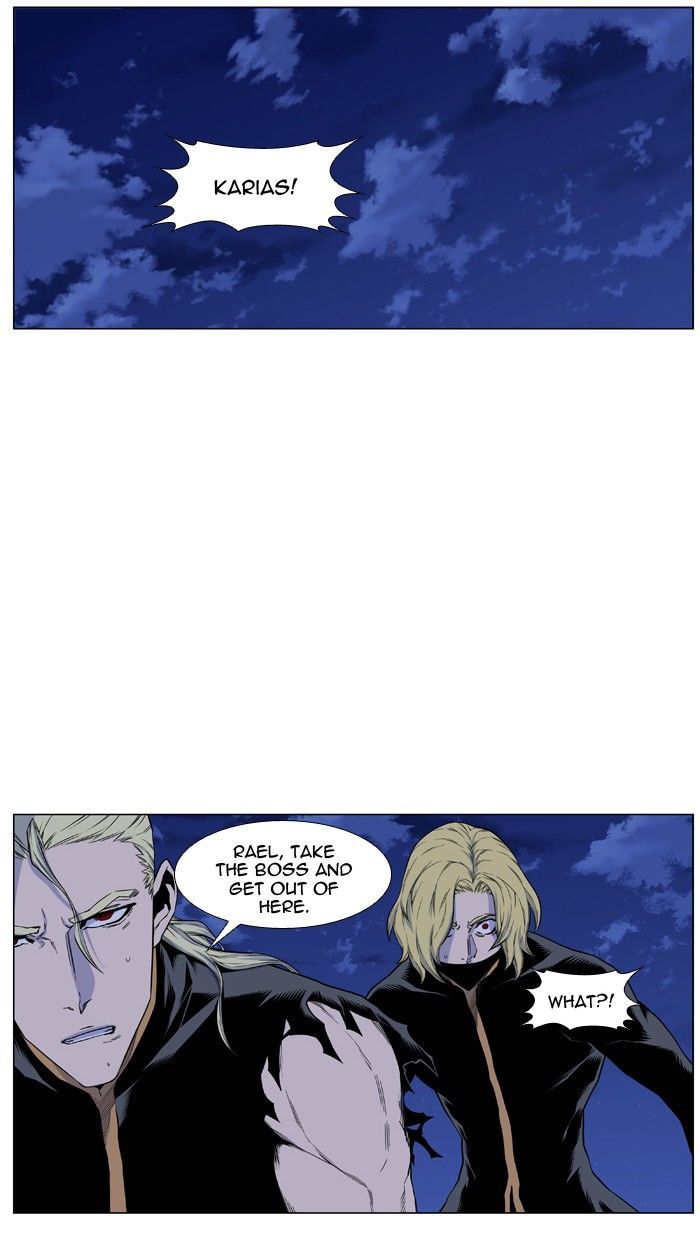 KARIAS!
RAEL, TAKE
THE BOSS AND
GET OUT OF
HERE.
WHAT?!